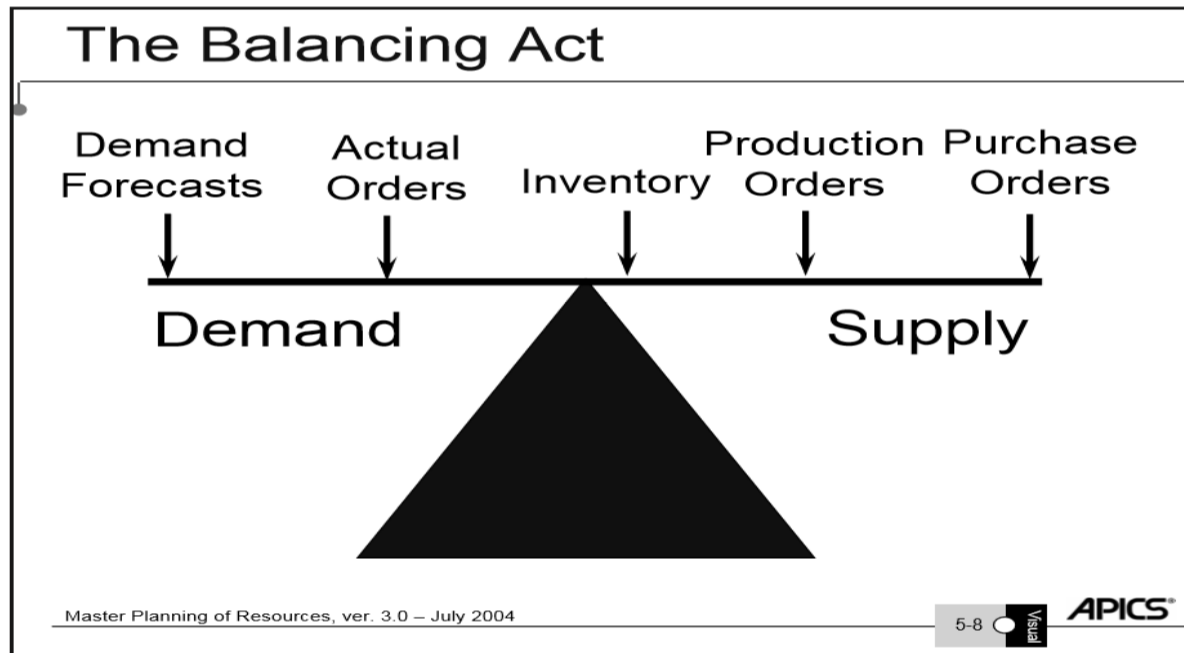 The Balancing Act
Demand
Forecasts
Actual
Orders
Inventory
Production
Orders
Purchase
Orders
Demand
Supply
Master Planning of Resources, ver. 3.0 – July 2004
5-8
Visual
APICS®